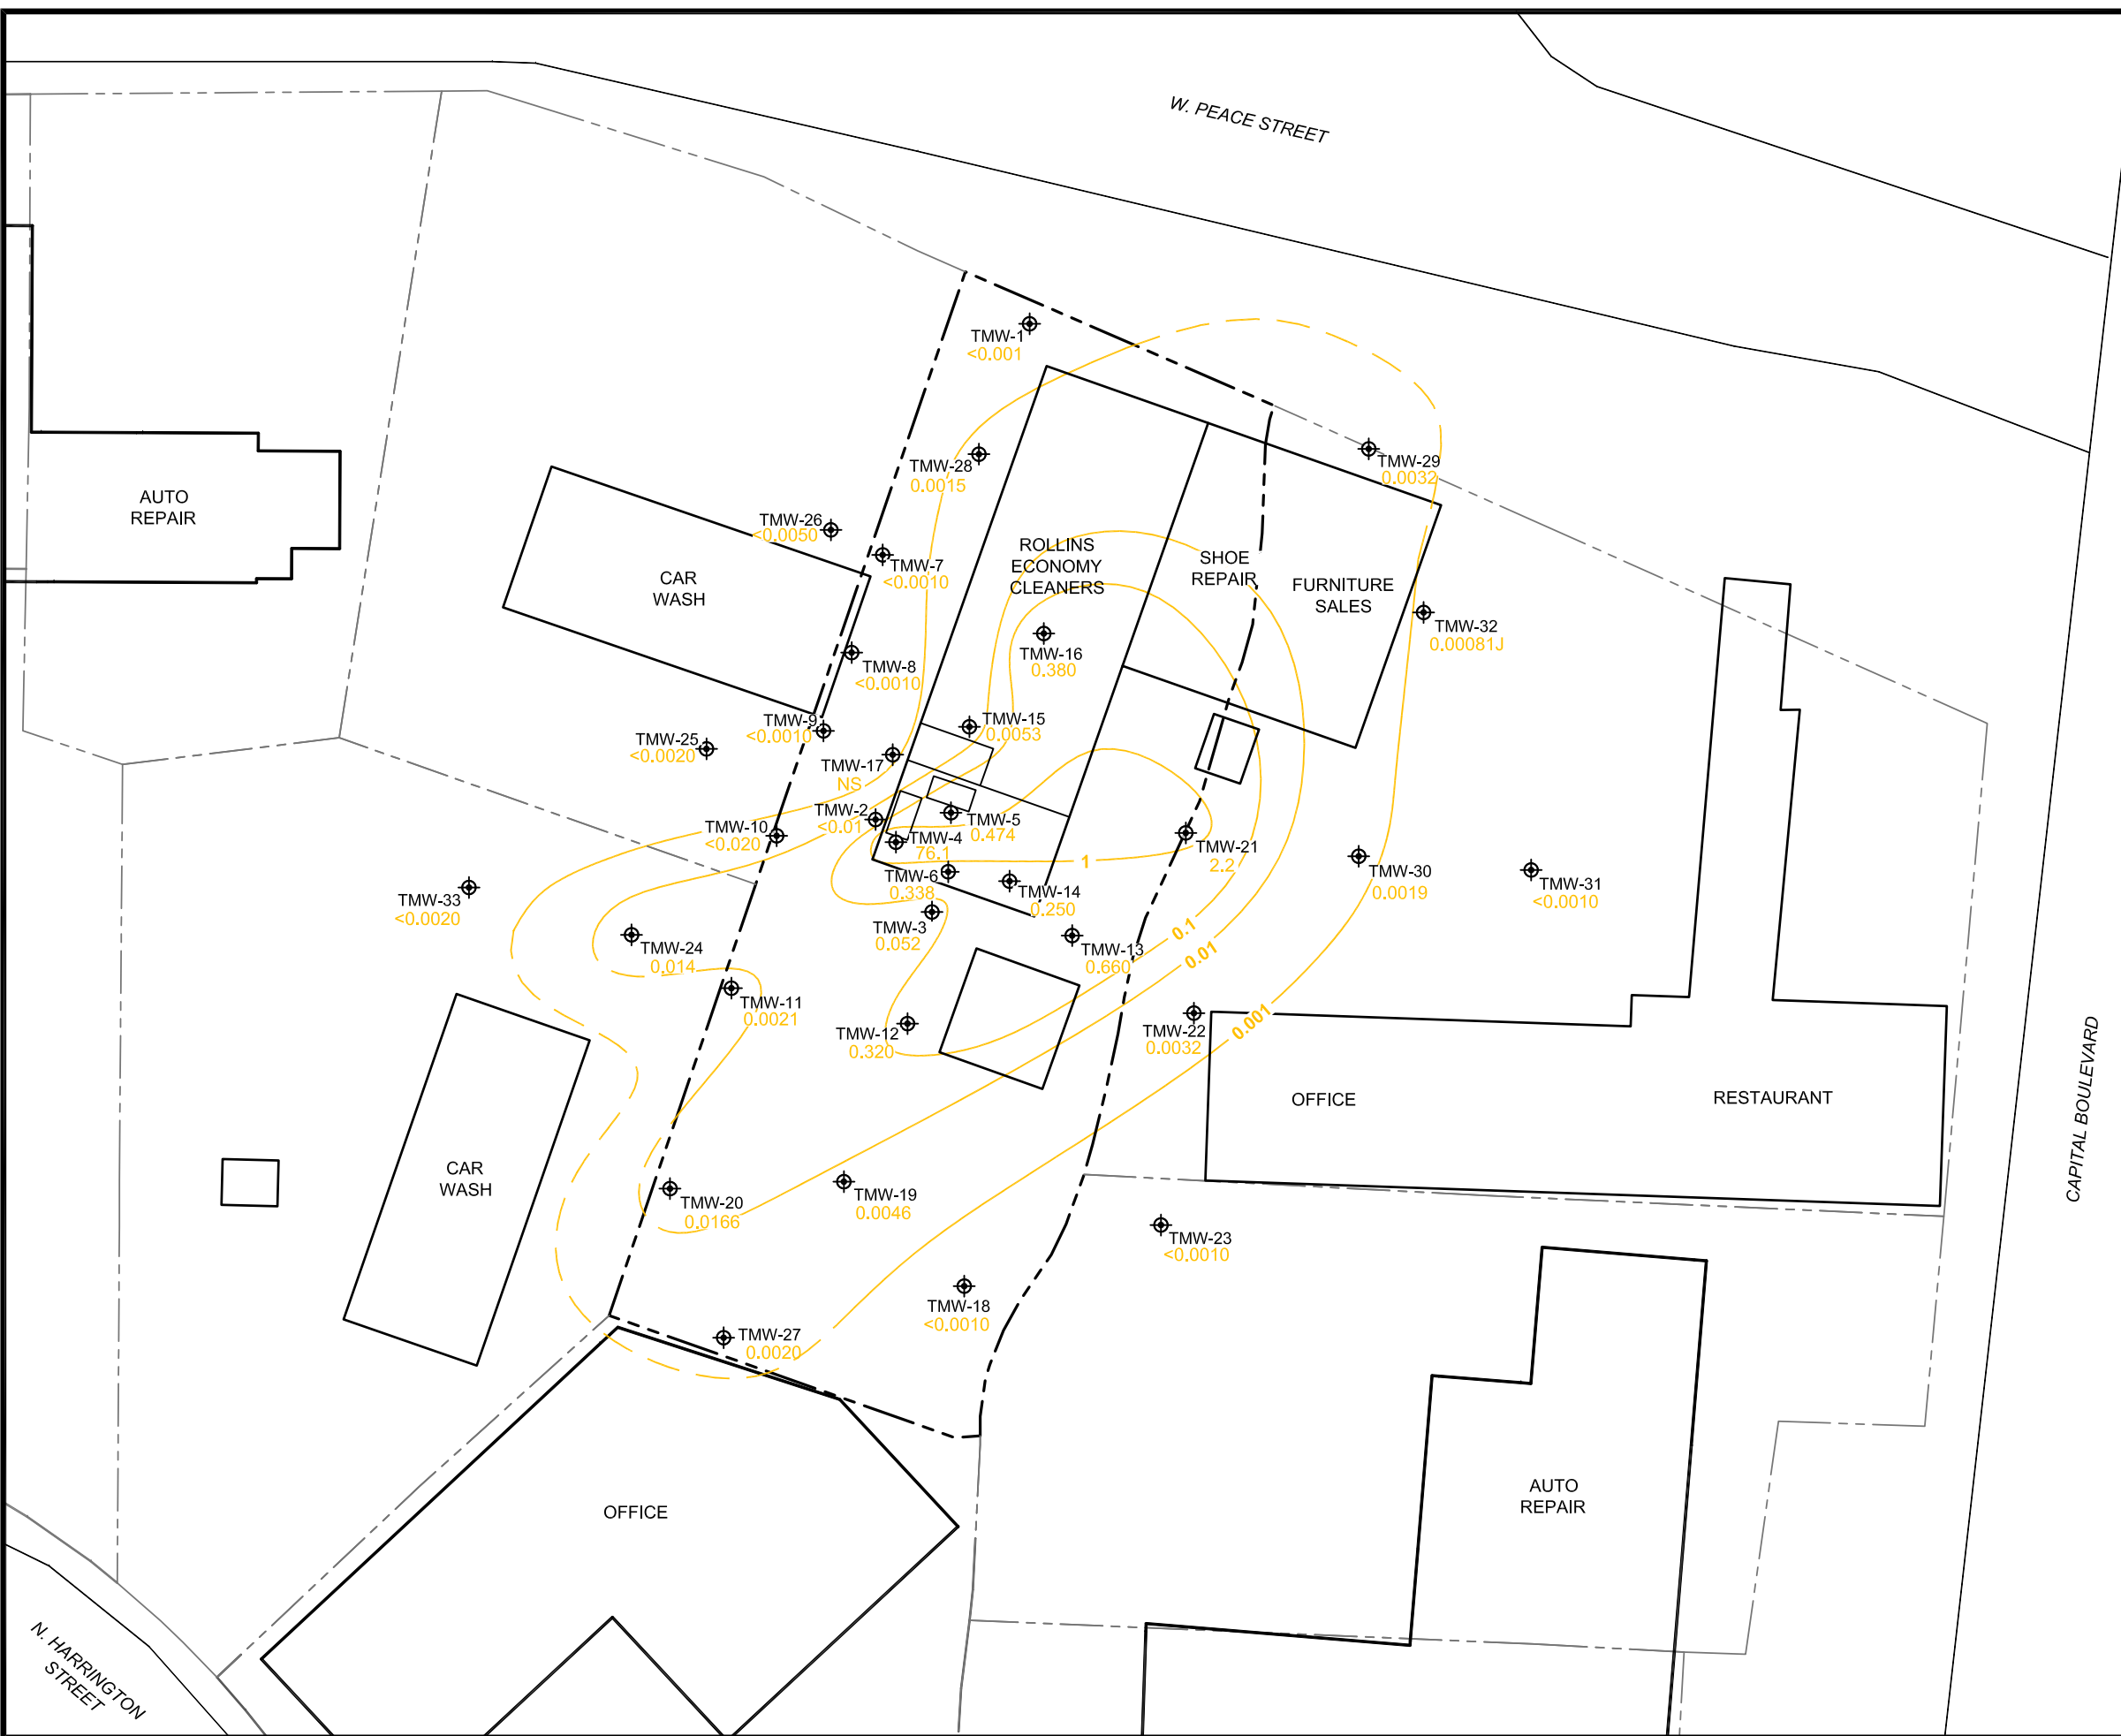 W. PEACE STREET
TMW-1
<0.001
TMW-28
0.0015
TMW-29
0.0032
AUTO
REPAIR
TMW-26
<0.0050
TMW-7
<0.0010
ROLLINS
ECONOMY
CLEANERS
SHOE
REPAIR
FURNITURE
SALES
CAR
WASH
TMW-32
0.00081J
TMW-16
0.380
TMW-8
<0.0010
TMW-9
<0.0010
TMW-15
0.0053
TMW-25
<0.0020
TMW-17
NS
TMW-2
<0.01
TMW-5
0.474
TMW-10
<0.020
TMW-4
76.1
TMW-21
2.2
1
TMW-6
0.338
TMW-14
0.250
TMW-30
0.0019
TMW-31
<0.0010
TMW-33
<0.0020
TMW-3
0.052
0.1
0.01
TMW-24
0.014
TMW-13
0.660
TMW-11
0.0021
TMW-12
0.320
TMW-22
0.0032
0.001
OFFICE
RESTAURANT
CAPITAL BOULEVARD
CAR
WASH
TMW-20
0.0166
TMW-19
0.0046
TMW-23
<0.0010
TMW-18
<0.0010
TMW-27
0.0020
OFFICE
AUTO
REPAIR
N. HARRINGTON
STREET